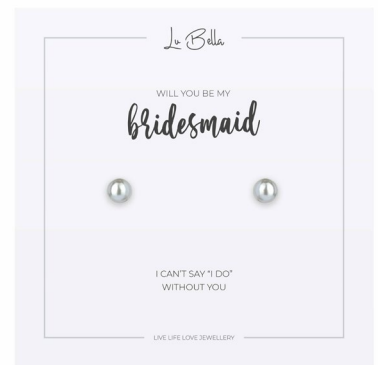 Lu Bella
WILL YOU BE MY
bridesmaid
I CAN'T SAY "I DO"
WITHOUT YOU
LIVE LIFE LOVE JEWELLERY